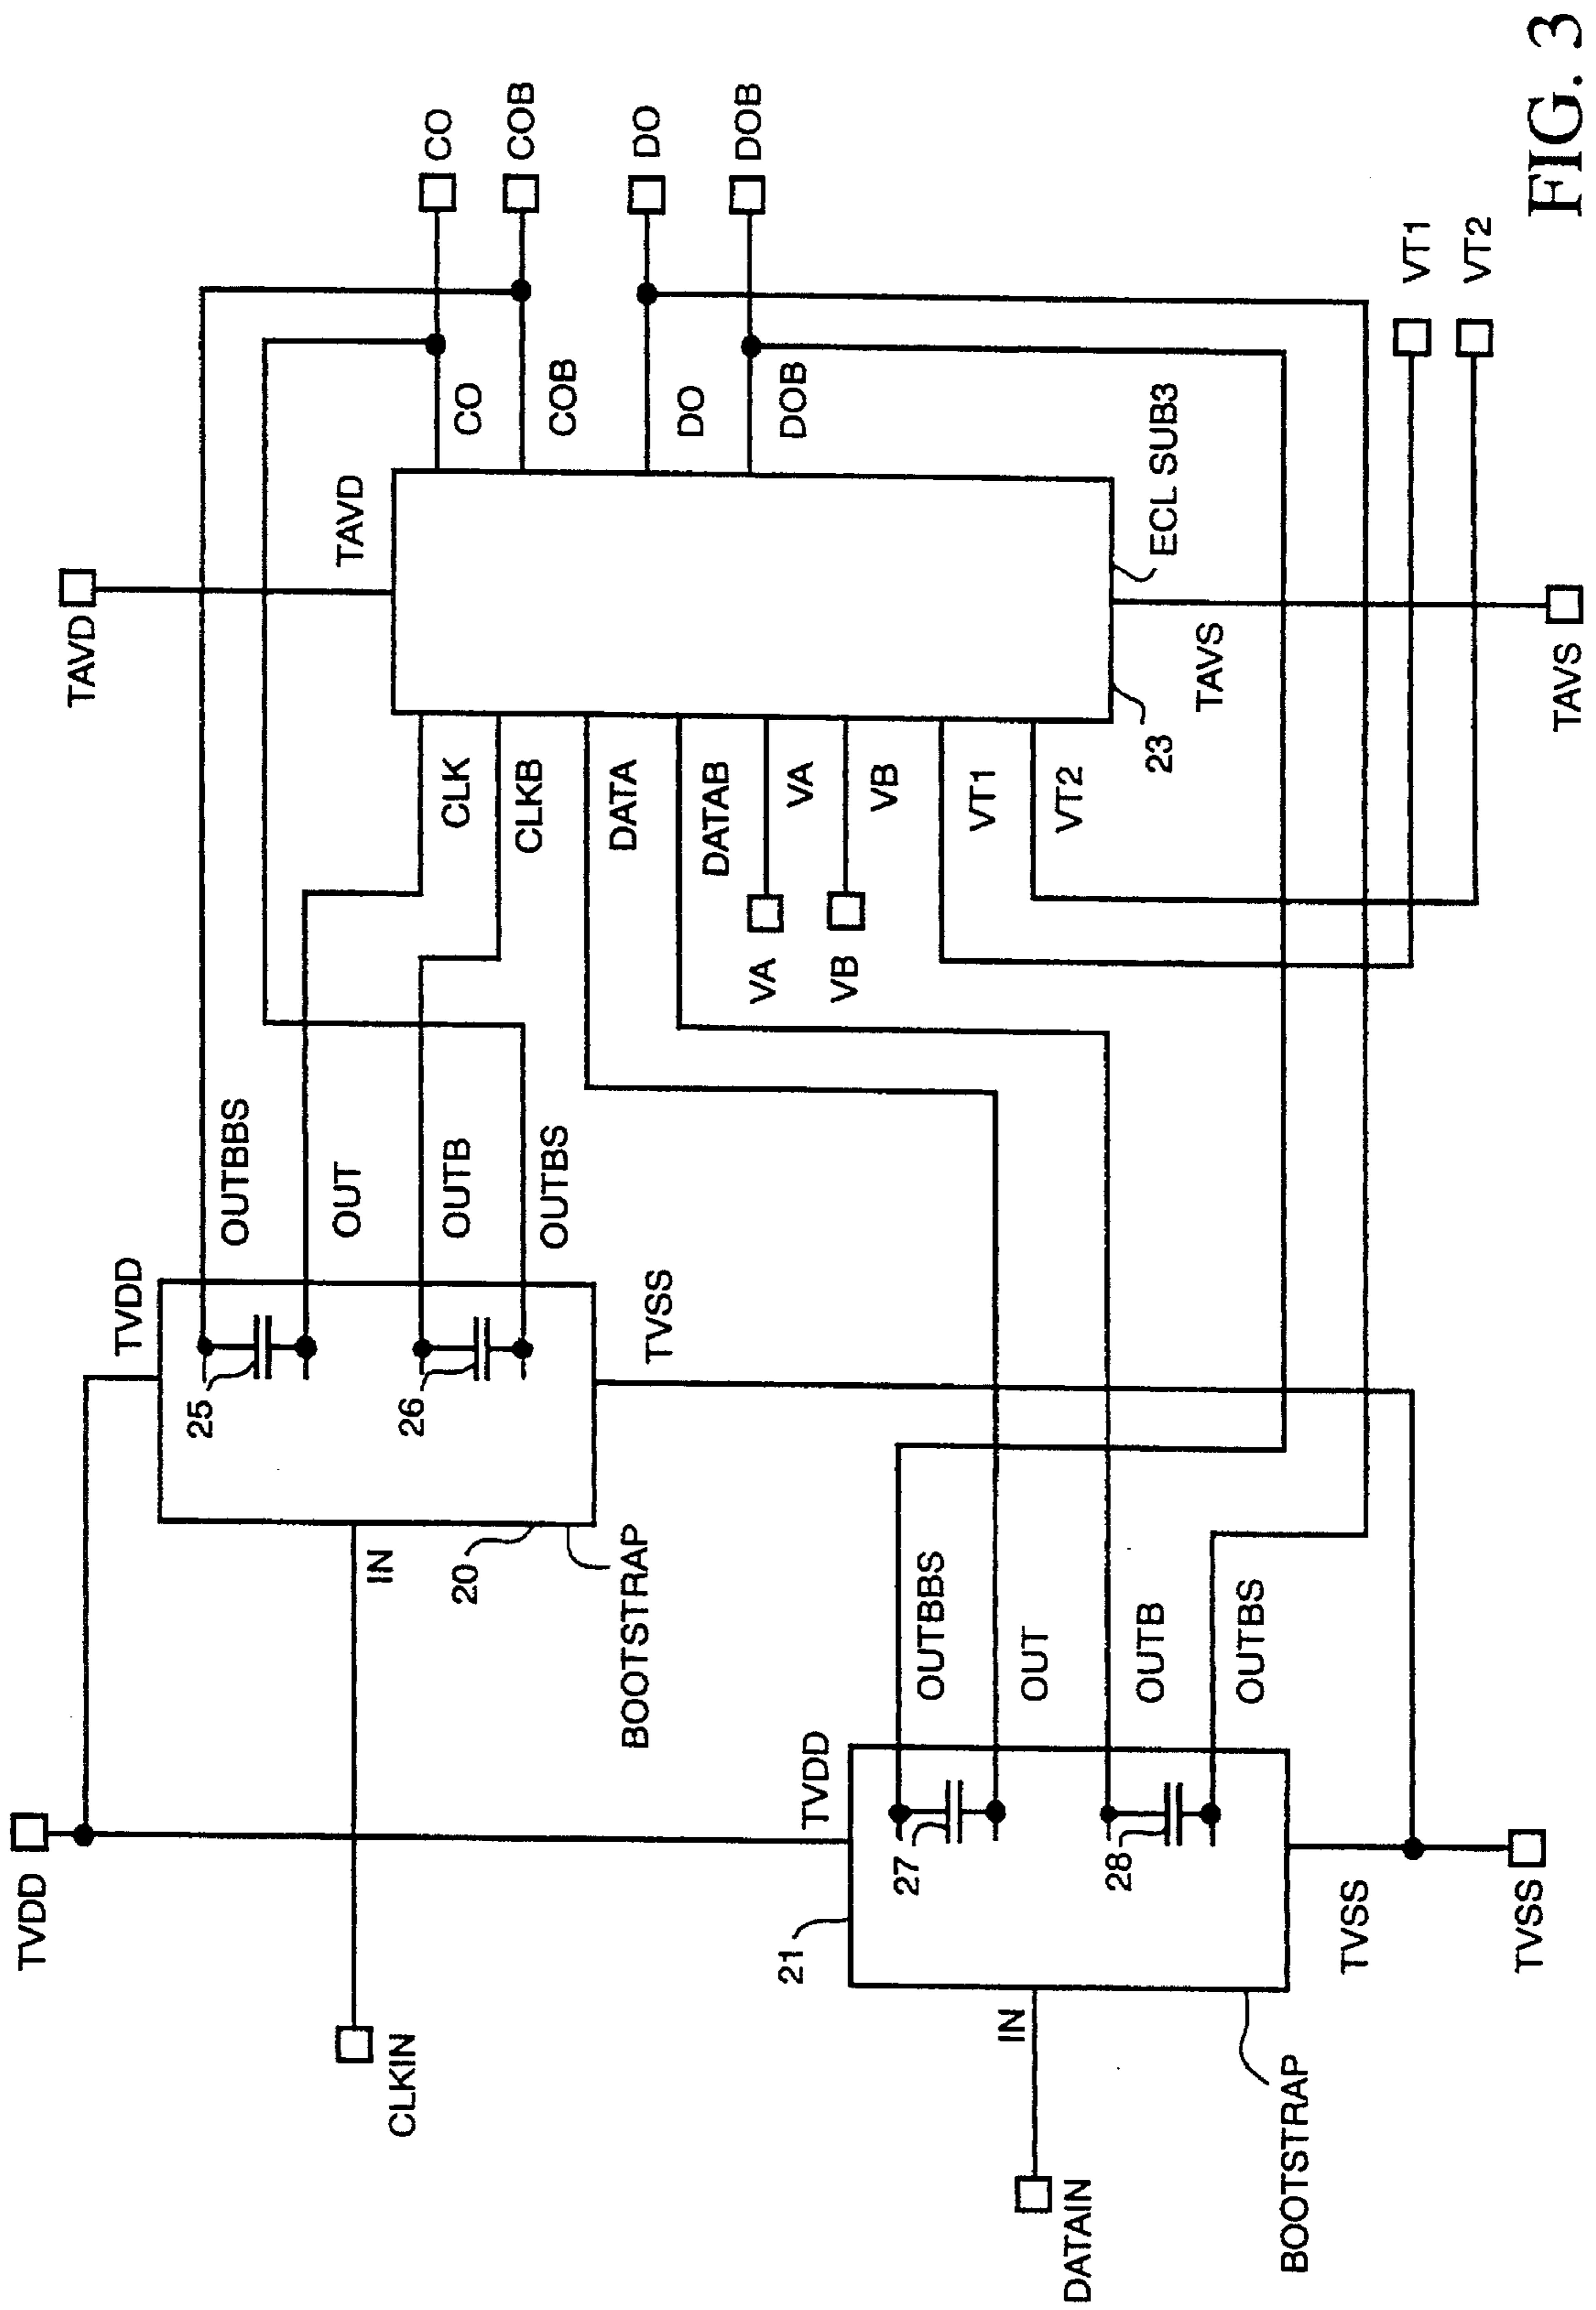 TVDD
TAVD
TVDD
TAVD
CO
CO
COB
COB
DO
DO
DOB
DOB
OUTBBS
OUT
OUTB
OUTBS
CLK
CLKB
DATA
DATAB
VA
VA
VB
VB
VT1
VT2
25
26
CLKIN
IN
20
BOOTSTRAP
TVSS
ECL SUB3
23
TAVS
VT1
VT2
TVDD
21
27
28
OUTBBS
OUT
OUTB
OUTBS
DATAIN
IN
BOOTSTRAP
TVSS
TVSS
TAVS
FIG. 3